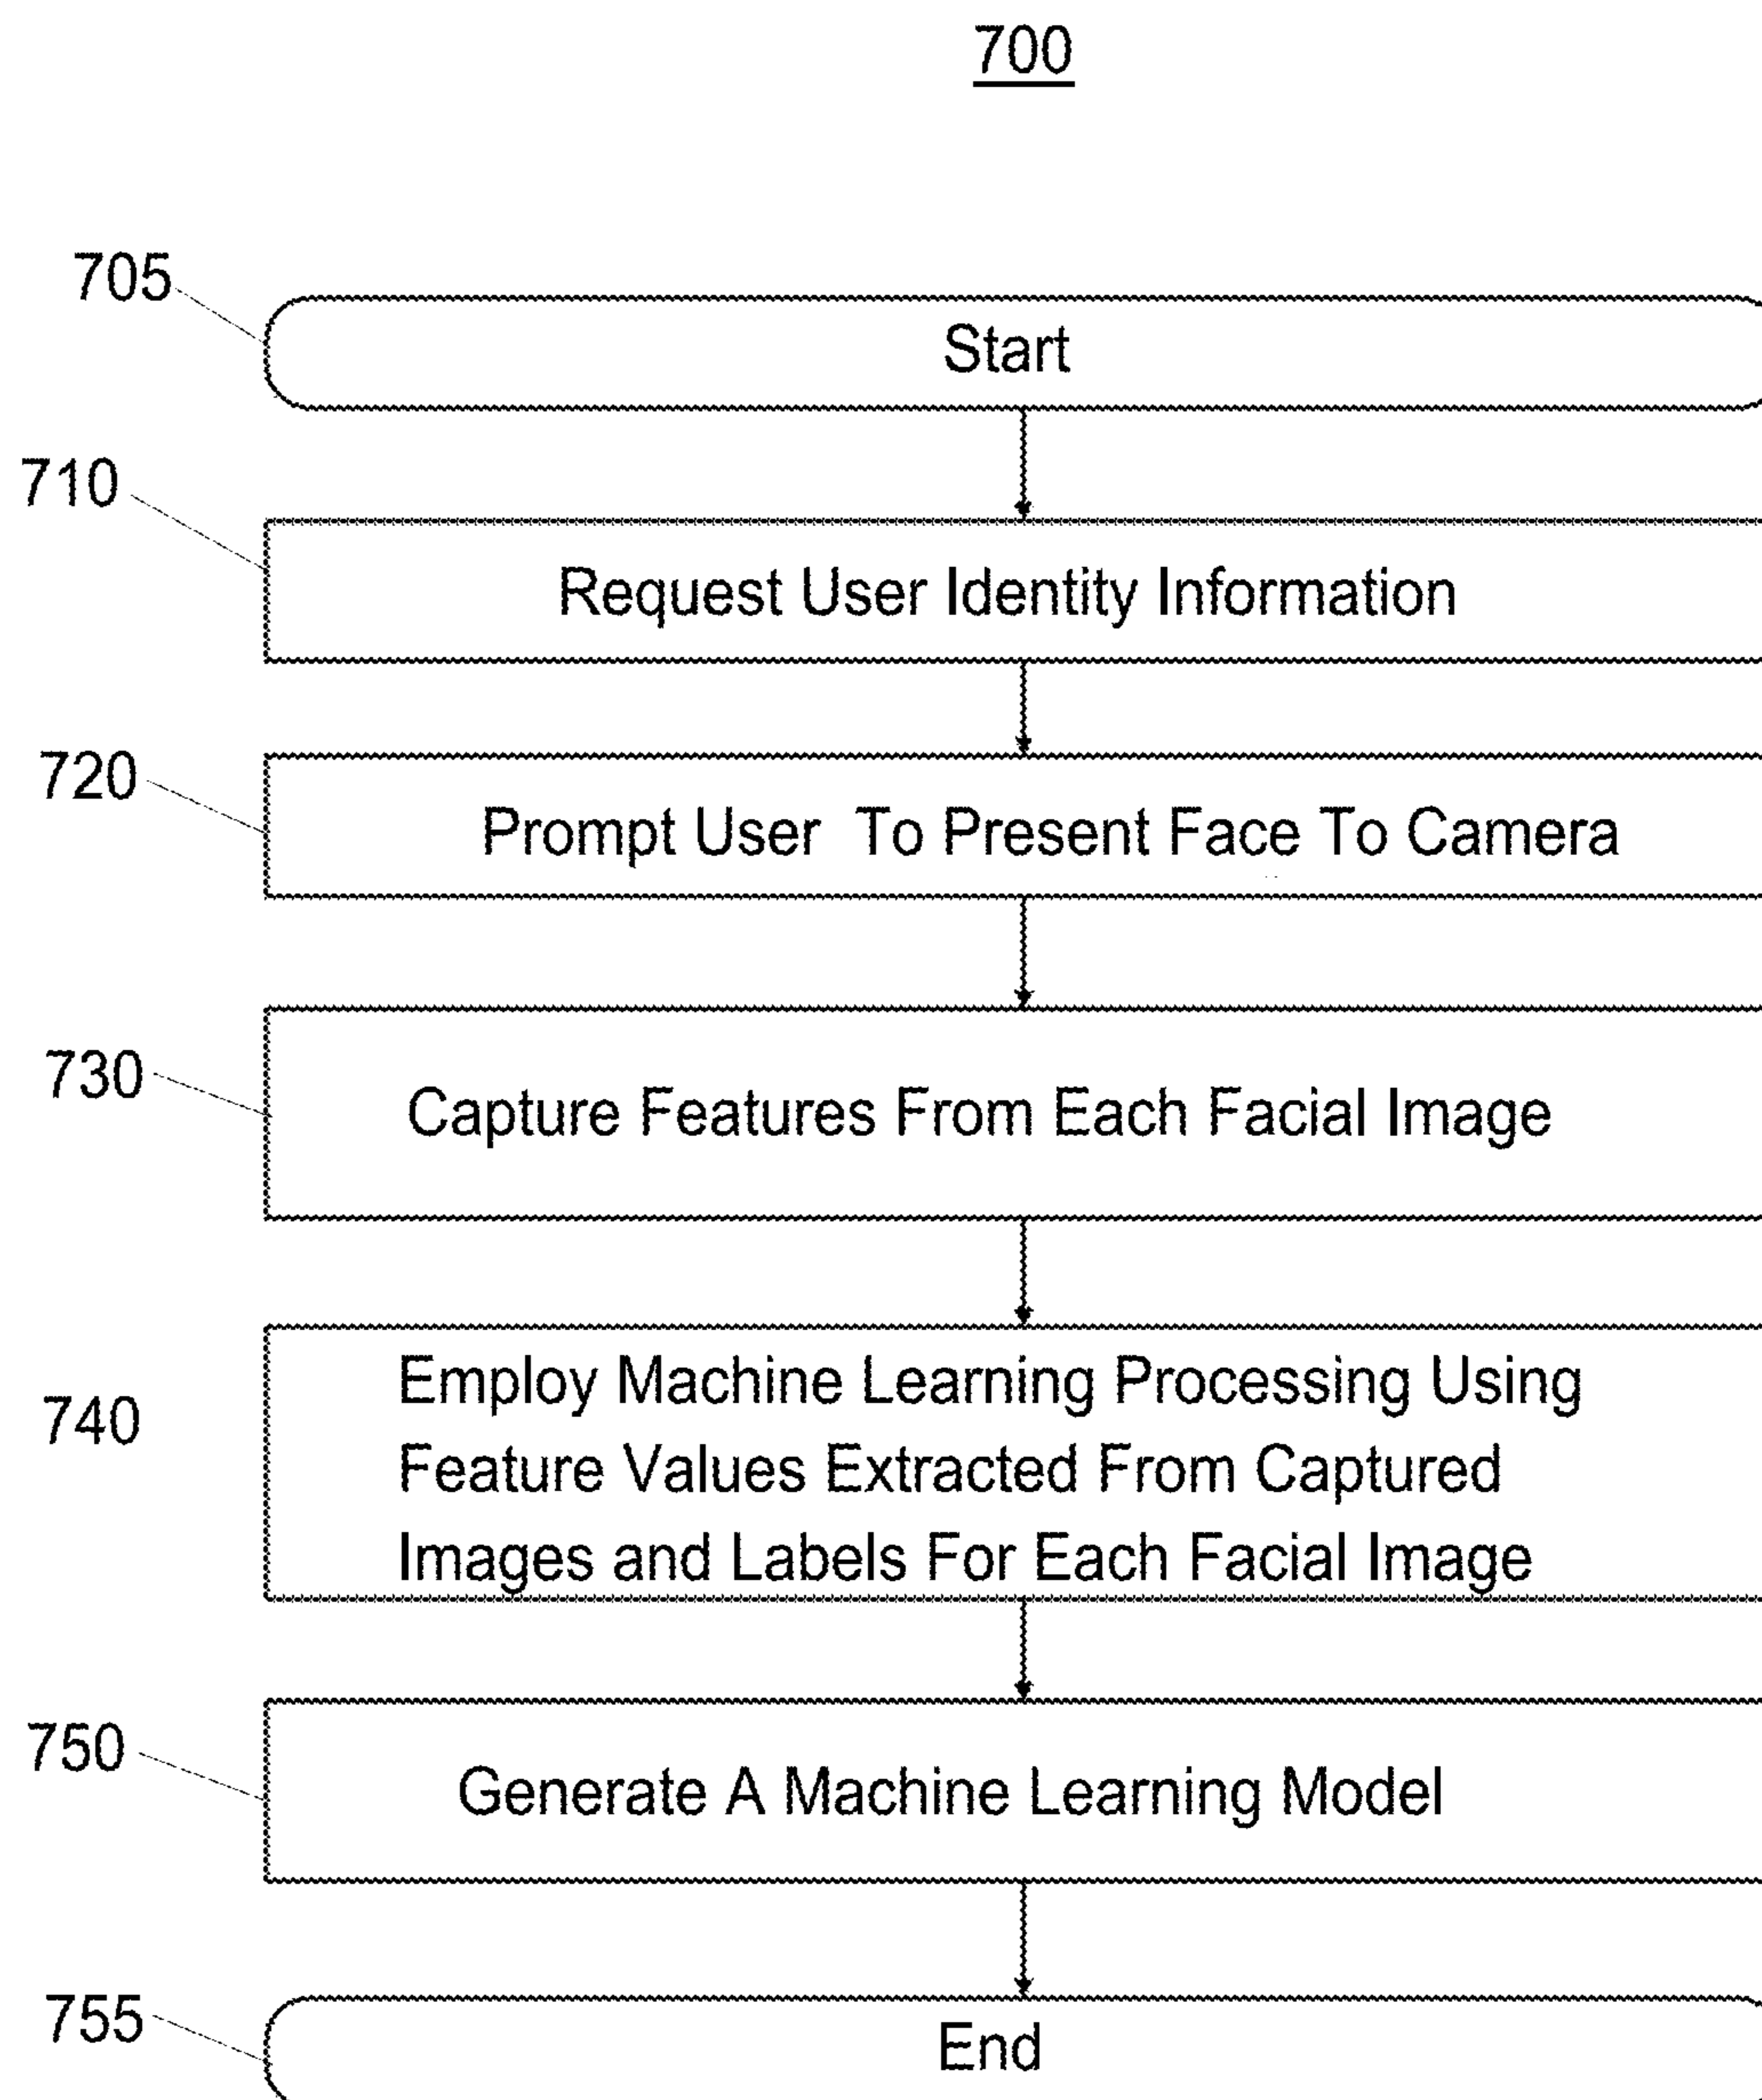 700
705
Start
710
Request User Identity Information
720
Prompt User To Present Face To Camera
730
Capture Features From Each Facial Image
740
Employ Machine Learning Processing Using
Feature Values Extracted From Captured
Images and Labels For Each Facial Image
750
Generate A Machine Learning Model
755
End